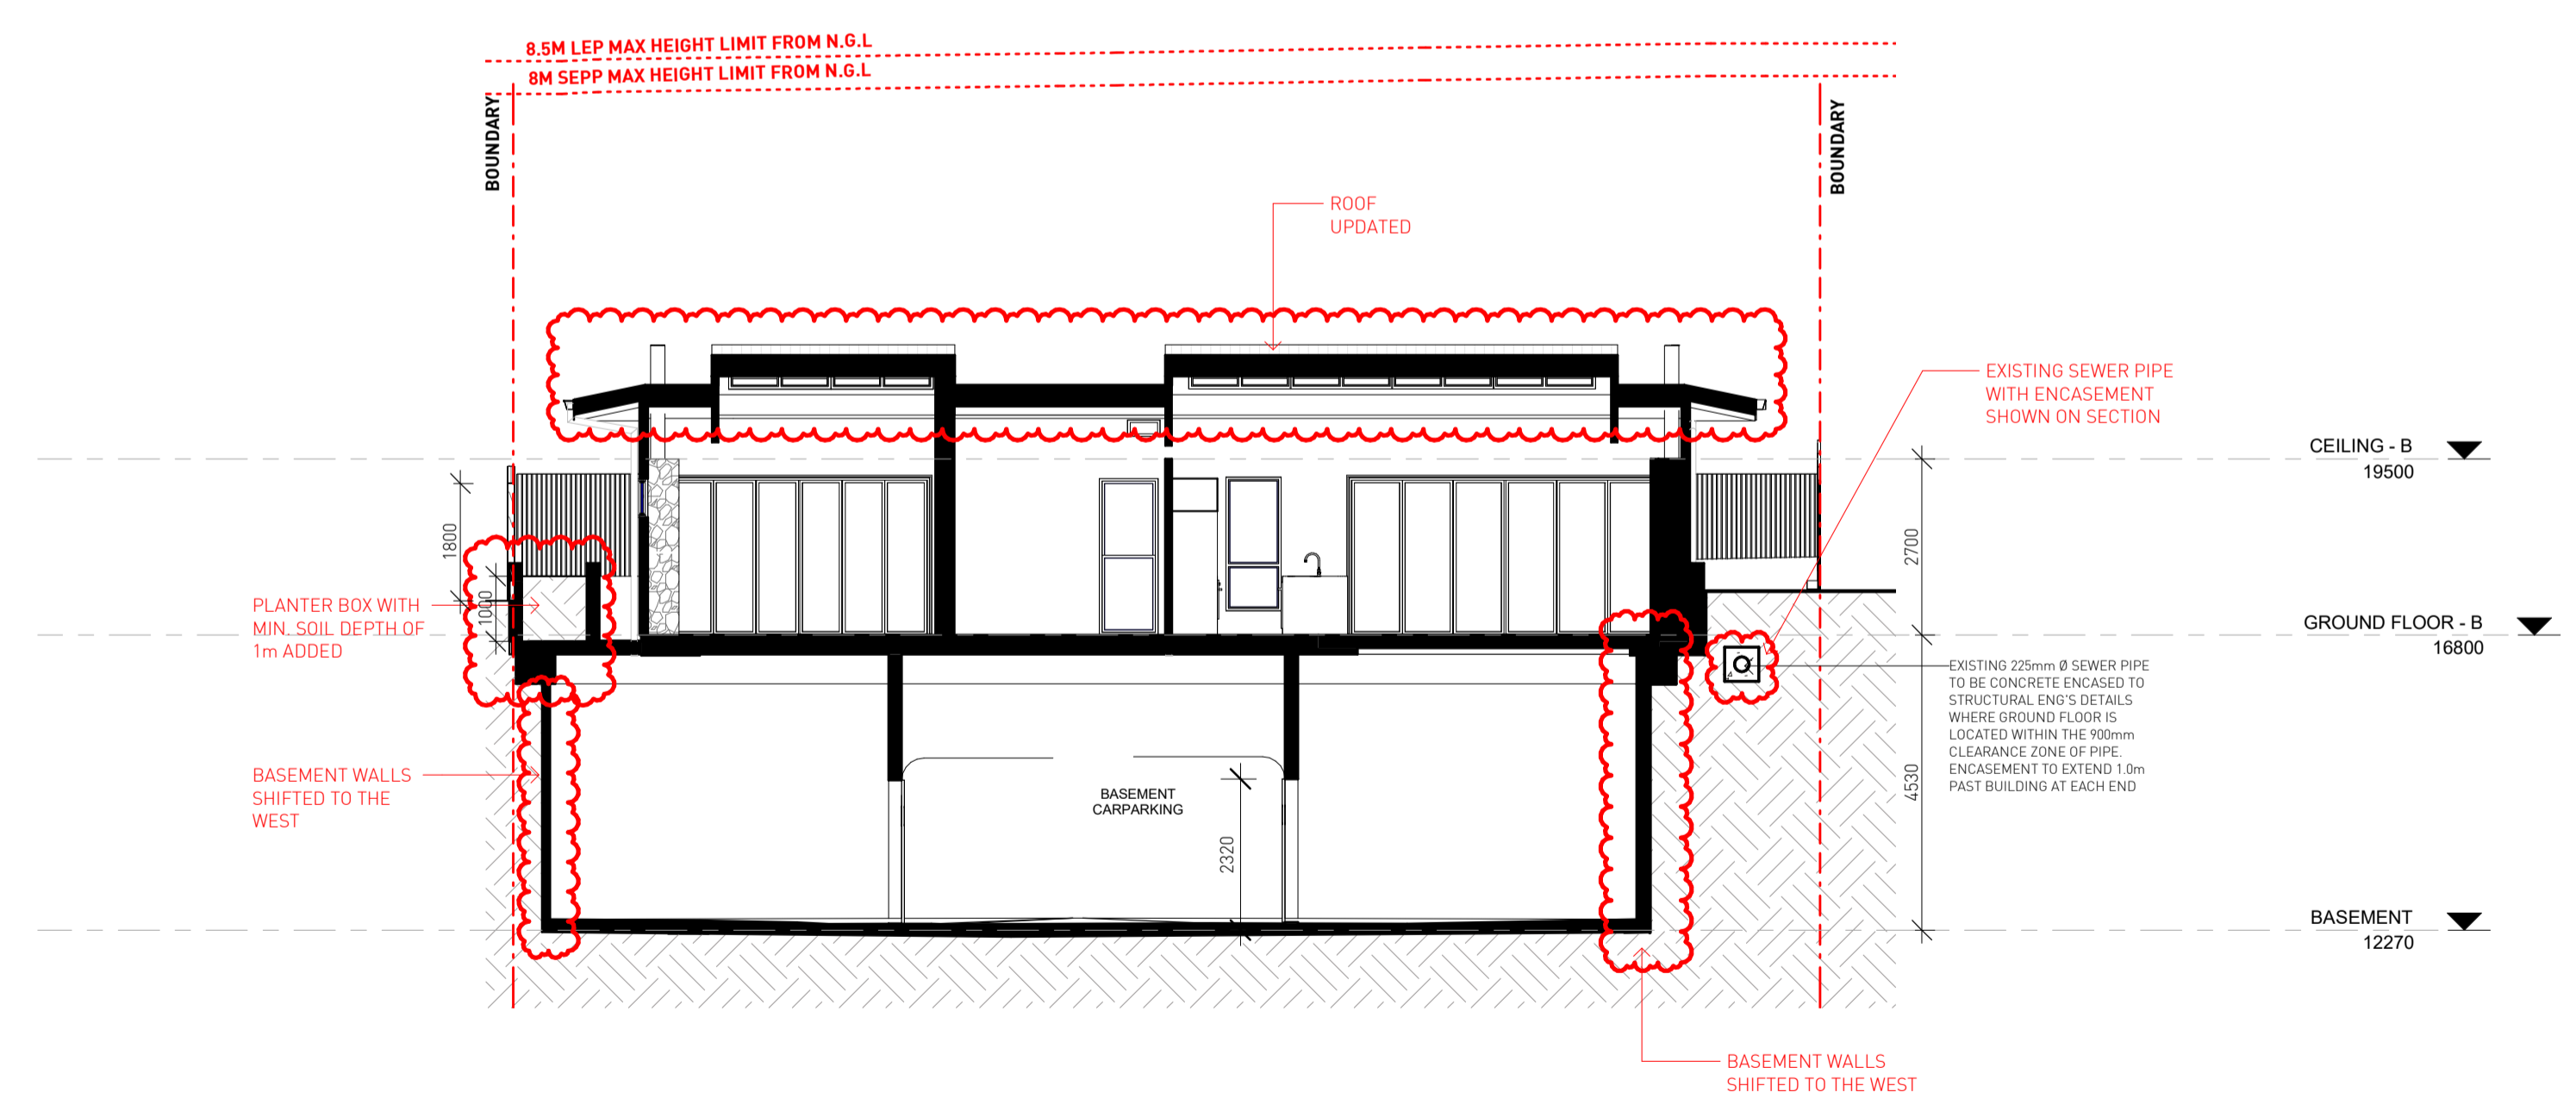 8.5M LEP MAX HEIGHT LIMIT FROM N.G.L
8M SEPP MAX HEIGHT LIMIT FROM N.G.L
BOUNDARY
BOUNDARY
ROOF
UPDATED
EXISTING SEWER PIPE
WITH ENCASEMENT
SHOWN ON SECTION
CEILING - B
19500
1800
2700
1000
PLANTER BOX WITH
MIN. SOIL DEPTH OF
1m ADDED
GROUND FLOOR - B
16800
EXISTING 225mm Ø SEWER PIPE
TO BE CONCRETE ENCASED TO
STRUCTURAL ENG'S DETAILS
WHERE GROUND FLOOR IS
LOCATED WITHIN THE 900mm
CLEARANCE ZONE OF PIPE.
ENCASEMENT TO EXTEND 1.0m
PAST BUILDING AT EACH END
4530
BASEMENT WALLS
SHIFTED TO THE
WEST
BASEMENT
CARPARKING
2320
BASEMENT
12270
BASEMENT WALLS
SHIFTED TO THE WEST